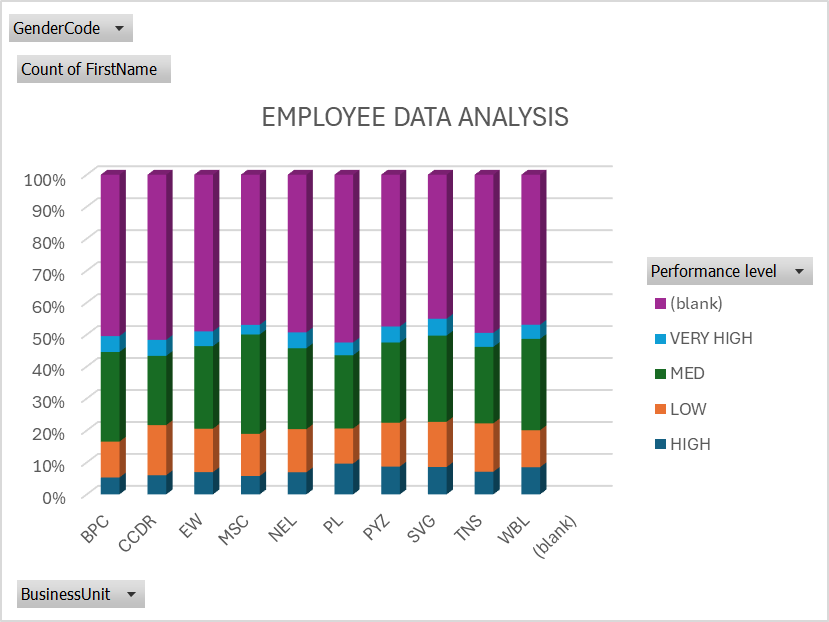 GenderCode
Count of FirstName
EMPLOYEE DATA ANALYSIS
100%
90%
80%
70%
60%
50%
40%
30%
20%
10%
0%
BPC
CCDR
EW
MSC
NEL
PL
PYZ
SVG
TNS
WBL
(blank)
Performance level
(blank)
VERY HIGH
MED
LOW
HIGH
BusinessUnit